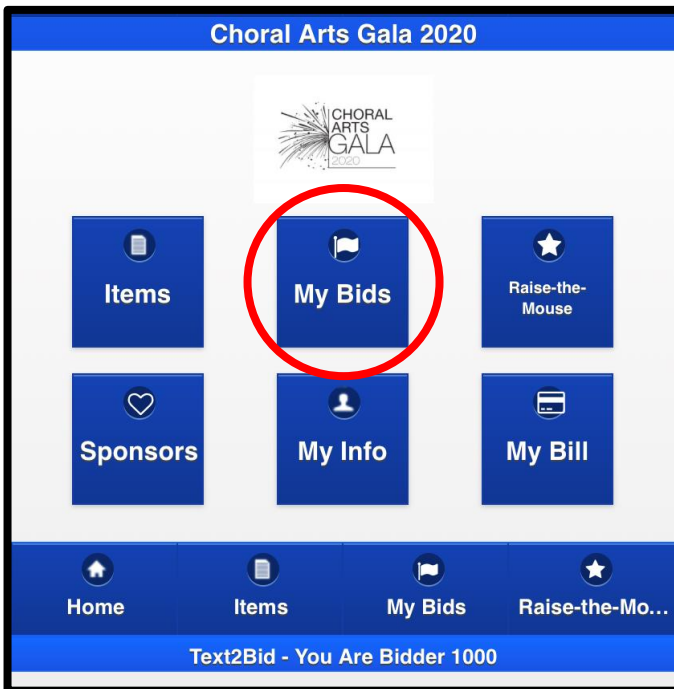 Choral Arts Gala 2020
CHORAL
ARTS
GALA
2020
Items
My Bids
Raise-the-
Mouse
Sponsors
My Info
My Bill
Home
Items
My Bids
Raise-the-Mo...
Text2Bid - You Are Bidder 1000